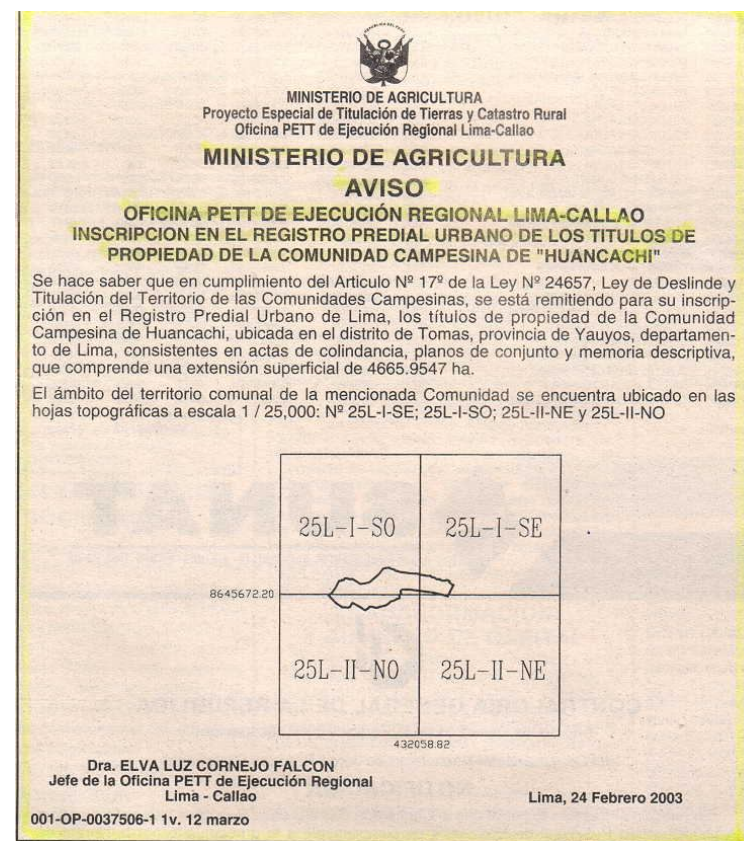 MINISTERIO DE AGRICULTURA
Proyecto Especial de Titulación de Tierras y Catastro Rural
Oficina PETT de Ejecución Regional Lima-Callao
MINISTERIO DE AGRICULTURA
AVISO
OFICINA PETT DE EJECUCIÓN REGIONAL LIMA-CALLAO
INSCRIPCION EN EL REGISTRO PREDIAL URBANO DE LOS TITULOS DE
PROPIEDAD DE LA COMUNIDAD CAMPESINA DE "HUANCACHI"
Se hace saber que en cumplimiento del Articulo Nº 17º de la Ley Nº 24657, Ley de Deslinde y
Titulación del Territorio de las Comunidades Campesinas, se está remitiendo para su inscrip-
ción en el Registro Predial Urbano de Lima, los títulos de propiedad de la Comunidad
Campesina de Huancachi, ubicada en el distrito de Tomas, provincia de Yauyos, departamen-
to de Lima, consistentes en actas de colindancia, planos de conjunto y memoria descriptiva,
que comprende una extensión superficial de 4665.9547 ha.
El ámbito del territorio comunal de la mencionada Comunidad se encuentra ubicado en las
hojas topográficas a escala 1 / 25,000: Nº 25L-I-SE; 25L-I-SO; 25L-II-NE y 25L-II-NO
25L-I-SO 25L-I-SE
8645672.20
25L-II-NO 25L-II-NE
432058.82
Dra. ELVA LUZ CORNEJO FALCON
Jefe de la Oficina PETT de Ejecución Regional
Lima - Callao
Lima, 24 Febrero 2003
001-OP-0037506-1 1v. 12 marzo